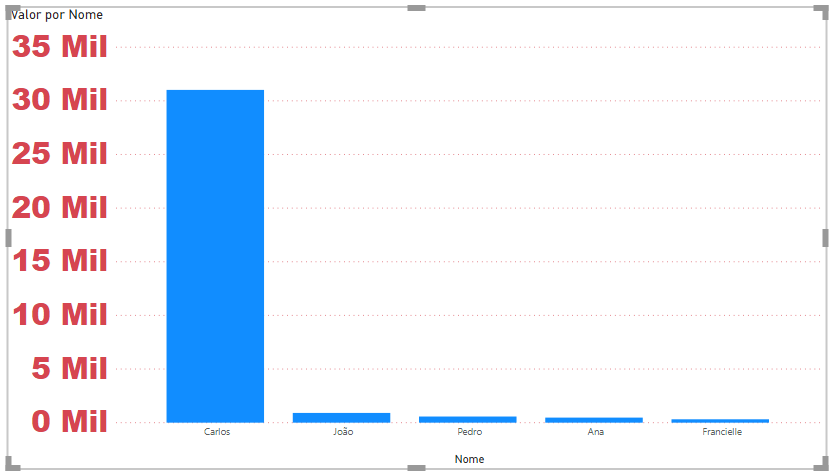 Valor por Nome
35 Mil
30 Mil
25 Mil
20 Mil
15 Mil
10 Mil
5 Mil
0 Mil
Carlos João Pedro Ana Francielle
Nome